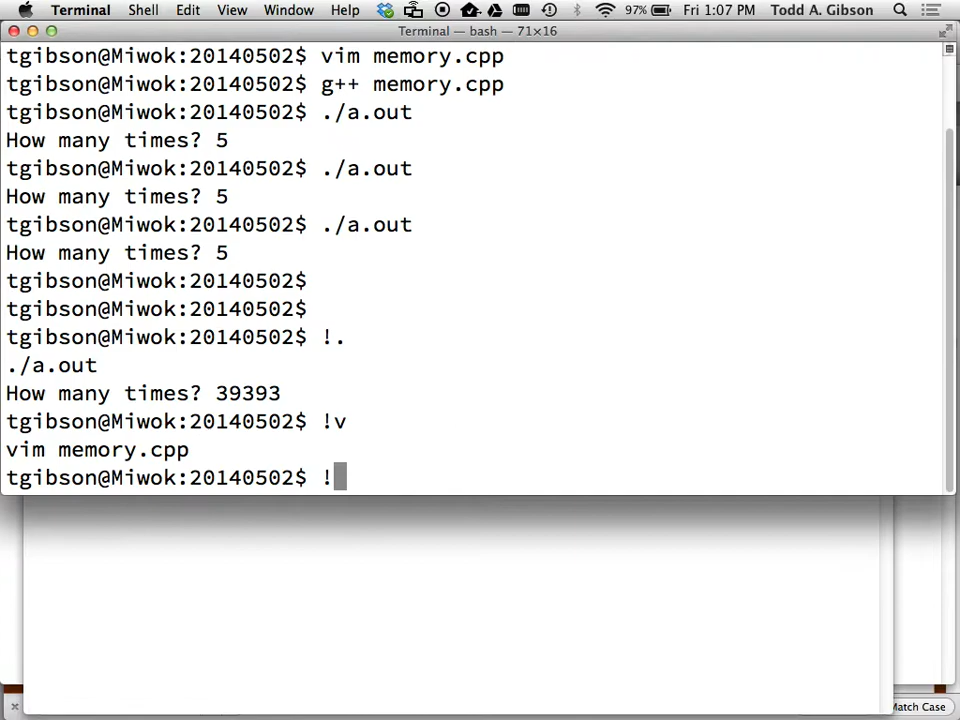 Terminal Shell Edit View Window Help 97% Fri 1:07 PM Todd A. Gibson
Terminal — bash — 71×16
tgibson@Miwok:20140502$ vim memory.cpp
tgibson@Miwok:20140502$ g++ memory.cpp
tgibson@Miwok:20140502$ ./a.out
How many times? 5
tgibson@Miwok:20140502$ ./a.out
How many times? 5
tgibson@Miwok:20140502$ ./a.out
How many times? 5
tgibson@Miwok:20140502$
tgibson@Miwok:20140502$
tgibson@Miwok:20140502$ !.
./a.out
How many times? 39393
tgibson@Miwok:20140502$ !v
vim memory.cpp
tgibson@Miwok:20140502$ !
Match Case